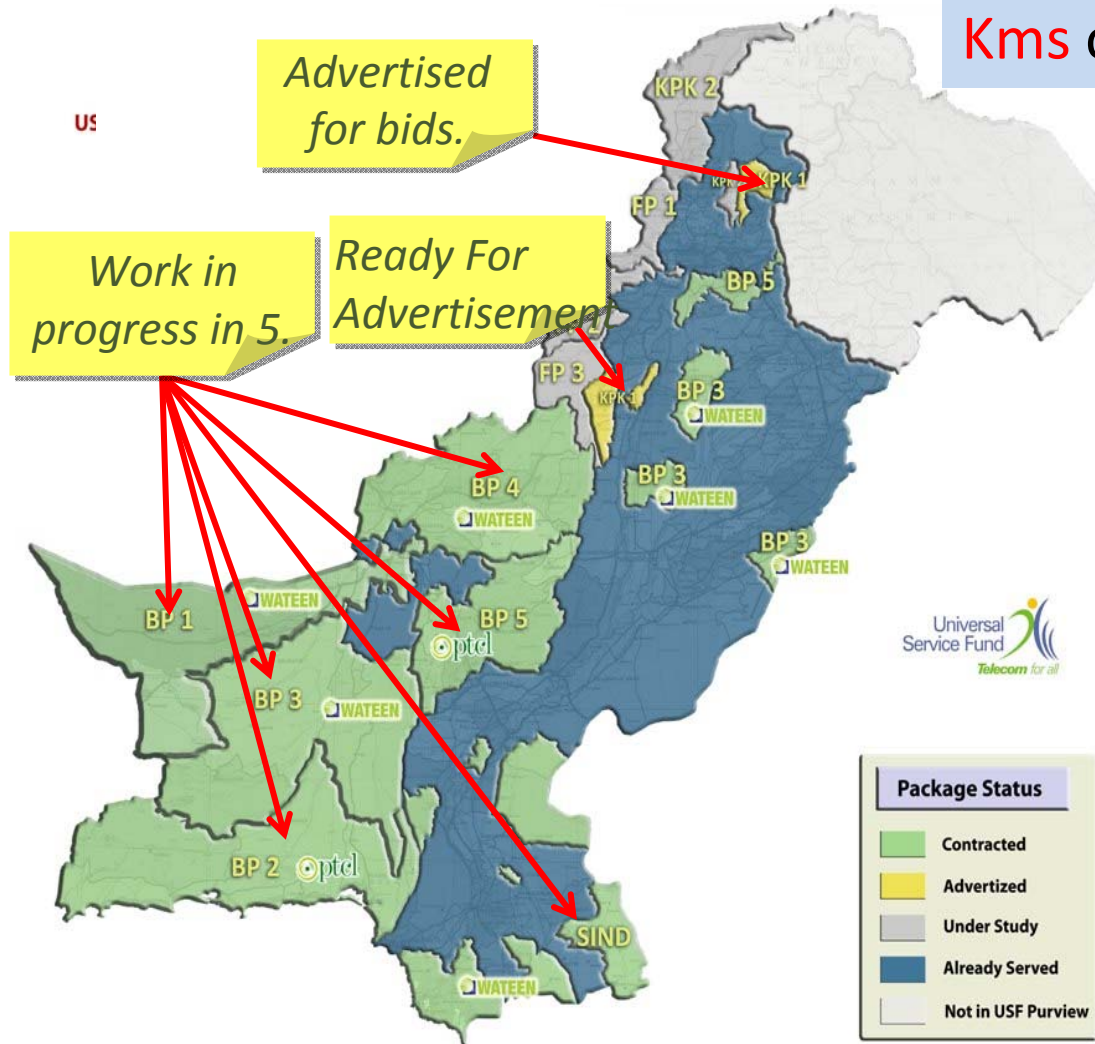 Kms
US
Advertised
for bids.
KPK 2
KPK
KPK 1
FP 1
Work in
progress in 5.
Ready For
Advertisement
BP 5
FP 3
KPK 1
BP 3
WATEEN
BP 3
WATEEN
BP 4
WATEEN
BP 3
WATEEN
WATEEN
BP 1
BP 5
ptcl
BP 3
WATEEN
BP 2
ptcl
SIND
WATEEN
Universal
Service Fund
Telecom for all
Package Status
Contracted
Advertized
Under Study
Already Served
Not in USF Purview